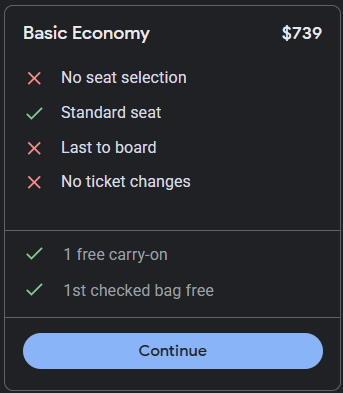 Basic Economy $739
No seat selection
Standard seat
Last to board
No ticket changes
1 free carry-on
1st checked bag free
Continue